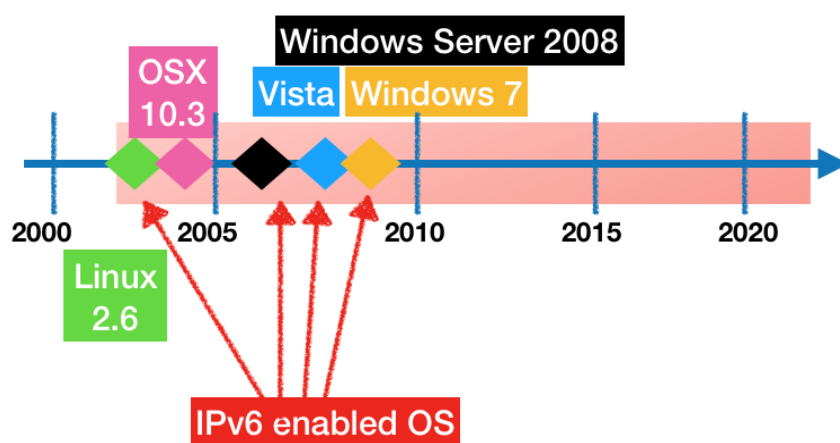 Windows Server 2008
OSX
10.3
Vista
Windows 7
2000
2005
2010
2015
2020
Linux
2.6
IPv6 enabled OS